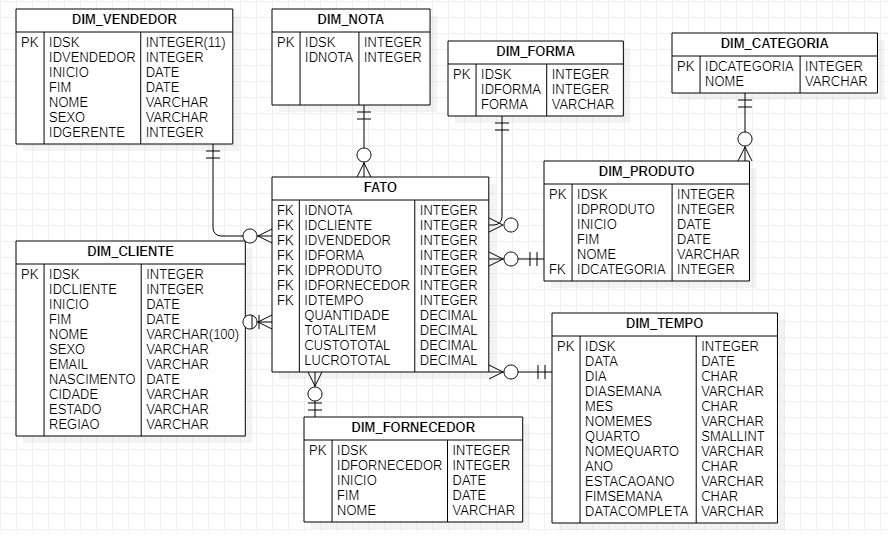 DIM_VENDEDOR
PK IDSK INTEGER(11)
IDVENDEDOR INTEGER
INICIO DATE
FIM DATE
NOME VARCHAR
SEXO VARCHAR
IDGERENTE INTEGER
DIM_NOTA
PK IDSK INTEGER
IDNOTA INTEGER
DIM_FORMA
PK IDSK INTEGER
IDFORMA INTEGER
FORMA VARCHAR
DIM_CATEGORIA
PK IDCATEGORIA INTEGER
NOME VARCHAR
FATO
FK IDNOTA INTEGER
FK IDCLIENTE INTEGER
FK IDVENDEDOR INTEGER
FK IDFORMA INTEGER
FK IDPRODUTO INTEGER
FK IDFORNECEDOR INTEGER
FK IDTEMPO INTEGER
QUANTIDADE DECIMAL
TOTALITEM DECIMAL
CUSTOTOTAL DECIMAL
LUCROTOTAL DECIMAL
DIM_PRODUTO
PK IDSK INTEGER
IDPRODUTO INTEGER
INICIO DATE
FIM DATE
NOME VARCHAR
FK IDCATEGORIA INTEGER
DIM_CLIENTE
PK IDSK INTEGER
IDCLIENTE INTEGER
INICIO DATE
FIM DATE
NOME VARCHAR(100)
SEXO VARCHAR
EMAIL VARCHAR
NASCIMENTO DATE
CIDADE VARCHAR
ESTADO VARCHAR
REGIAO VARCHAR
DIM_TEMPO
PK IDSK INTEGER
DATA DATE
DIA CHAR
DIASEMANA VARCHAR
MES CHAR
NOMEMES VARCHAR
QUARTO SMALLINT
NOMEQUARTO VARCHAR
ANO CHAR
ESTACAOANO VARCHAR
FIMSEMANA CHAR
DATACOMPLETA VARCHAR
DIM_FORNECEDOR
PK IDSK INTEGER
IDFORNECEDOR INTEGER
INICIO DATE
FIM DATE
NOME VARCHAR